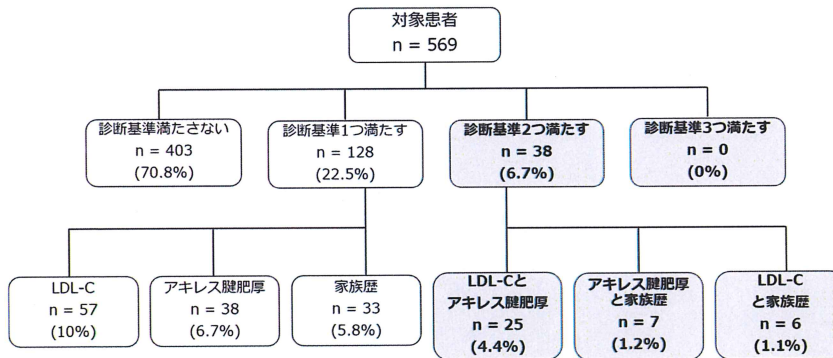 対象患者
n = 569
診断基準満たさない
n = 403
(70.8%)
診断基準1つ満たす
n = 128
(22.5%)
診断基準2つ満たす
n = 38
(6.7%)
診断基準3つ満たす
n = 0
(0%)
LDL-C
n = 57
(10%)
アキレス腱肥厚
n = 38
(6.7%)
家族歴
n = 33
(5.8%)
LDL-Cと
アキレス腱肥厚
n = 25
(4.4%)
アキレス腱肥厚
と家族歴
n = 7
(1.2%)
LDL-C
と家族歴
n = 6
(1.1%)